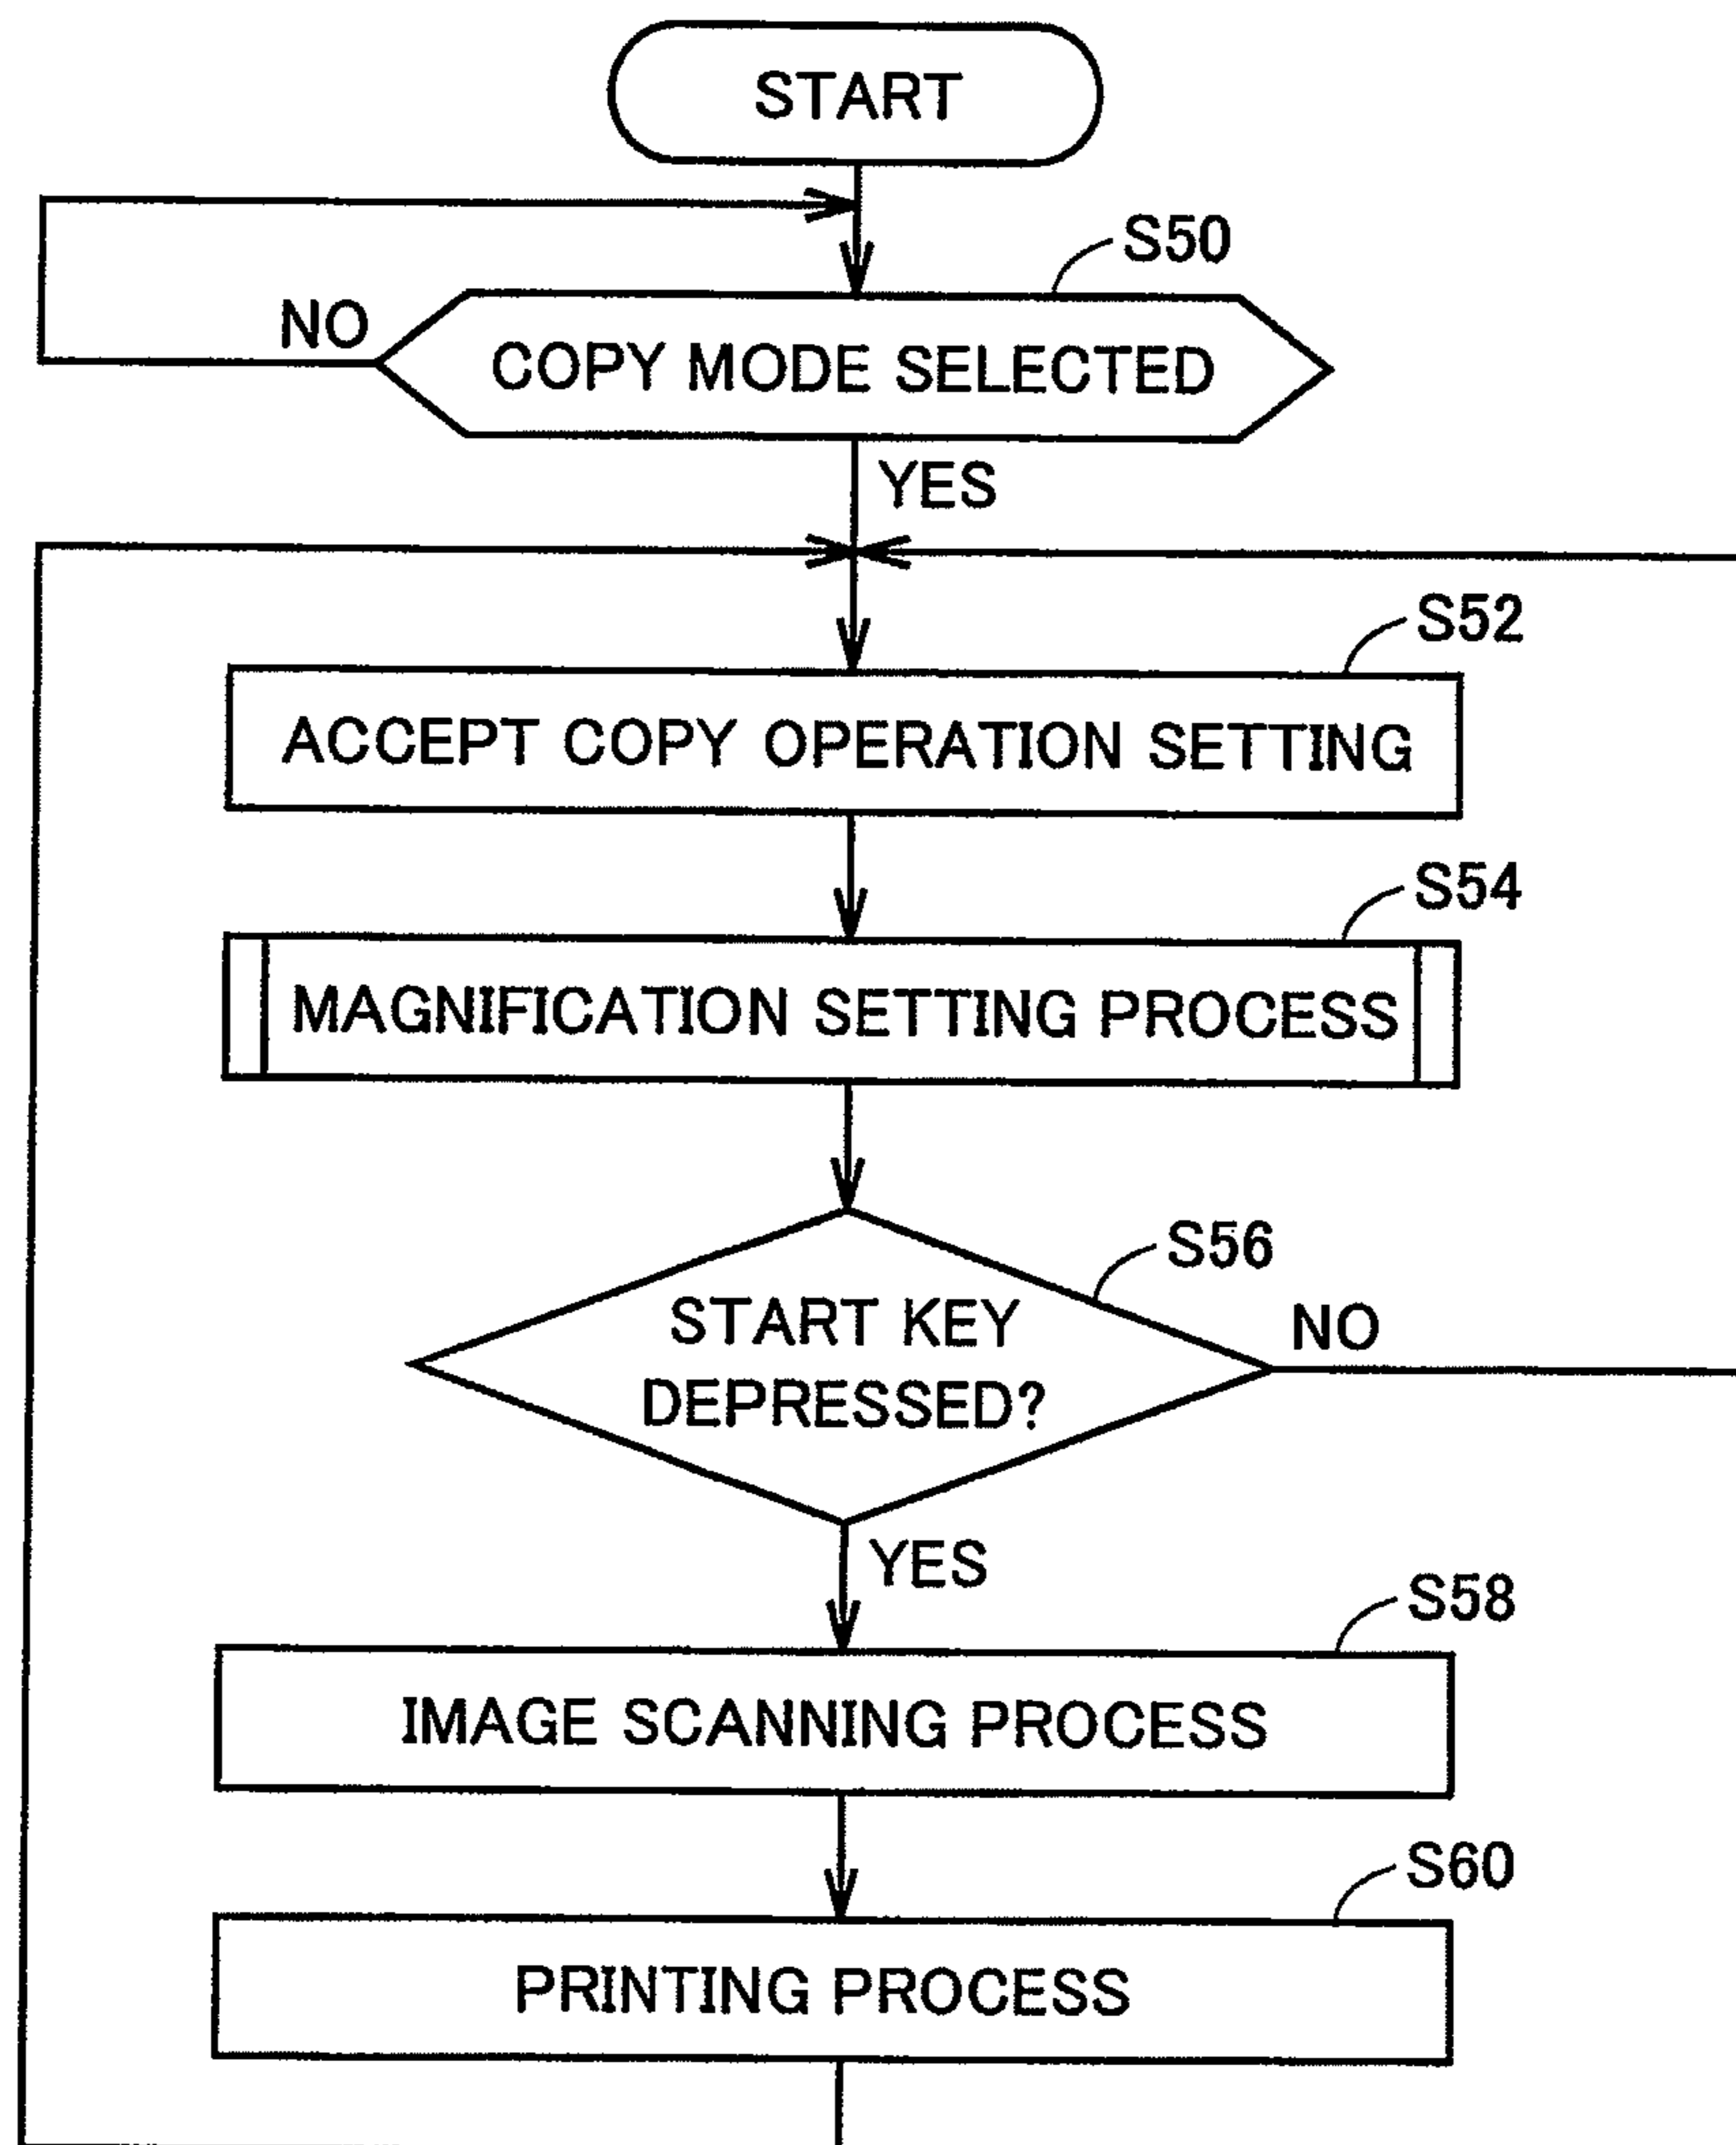 START
S50
NO
COPY MODE SELECTED
YES
S52
ACCEPT COPY OPERATION SETTING
S54
MAGNIFICATION SETTING PROCESS
S56
START KEY
DEPRESSED?
NO
YES
S58
IMAGE SCANNING PROCESS
S60
PRINTING PROCESS